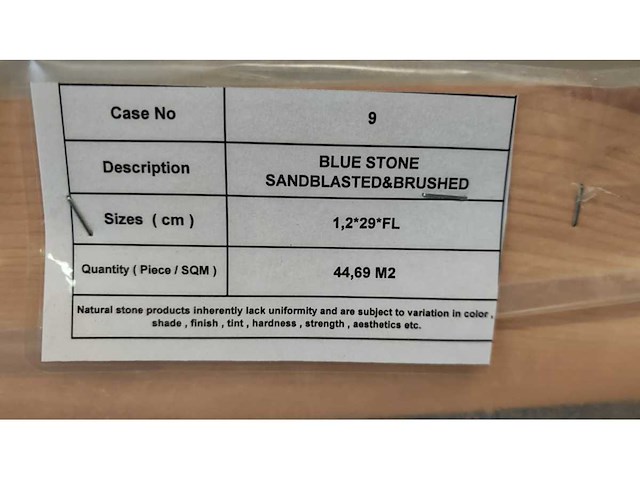 Case No 9
Description BLUE STONE
SANDBLASTED&BRUSHED
Sizes ( cm ) 1,2*29*FL
Quantity ( Piece / SQM ) 44,69 M2
Natural stone products inherently lack uniformity and are subject to variation in color ,
shade , finish , tint , hardness , strength , aesthetics etc.